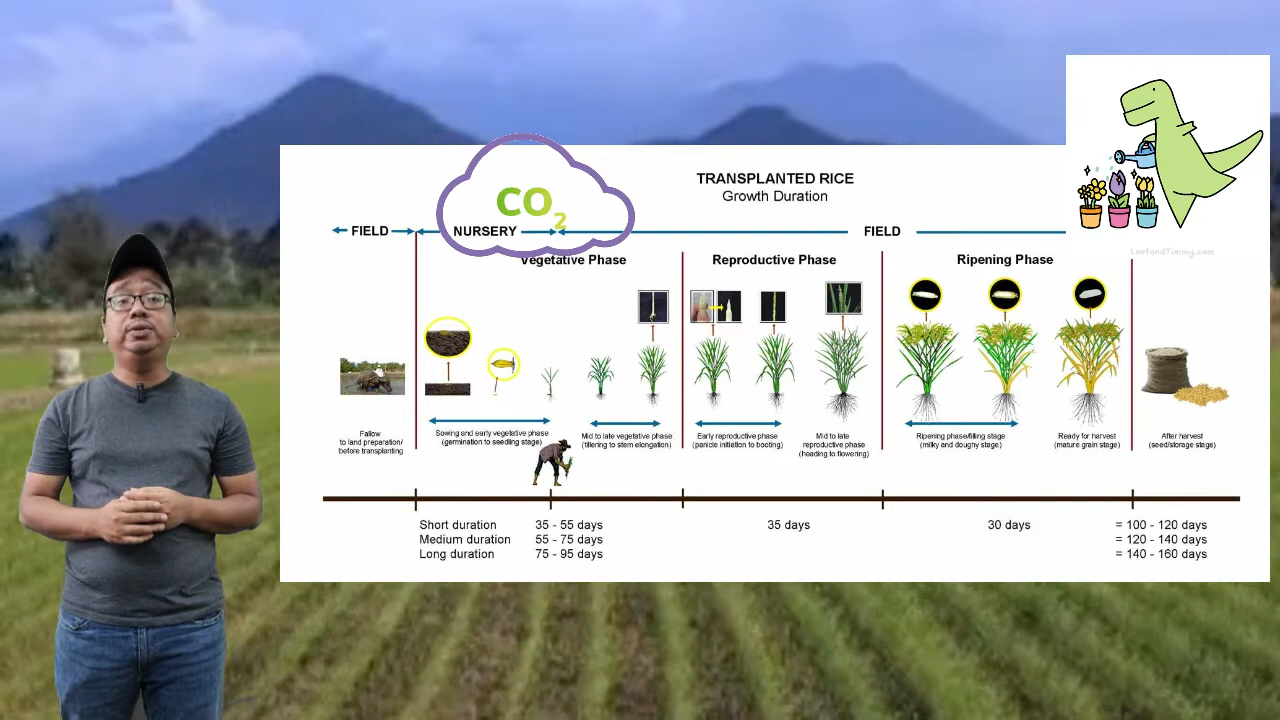 TRANSPLANTED RICE
Growth Duration
CO2
FIELD
NURSERY
FIELD
Vegetative Phase
Reproductive Phase
Ripening Phase
LeofandTimmy.com
Fallow
to land preparation/
before transplanting
Sowing and early vegetative phase
(germination to seedling stage)
Mid to late vegetative phase
(tillering to stem elongation)
Early reproductive phase
(panicle initiation to booting)
Mid to late
reproductive phase
(heading to flowering)
Ripening phase/filling stage
(milky and doughy stage)
Ready for harvest
(mature grain stage)
After harvest
(seed/storage stage)
Short duration 35 - 55 days 35 days 30 days = 100 - 120 days
Medium duration 55 - 75 days = 120 - 140 days
Long duration 75 - 95 days = 140 - 160 days